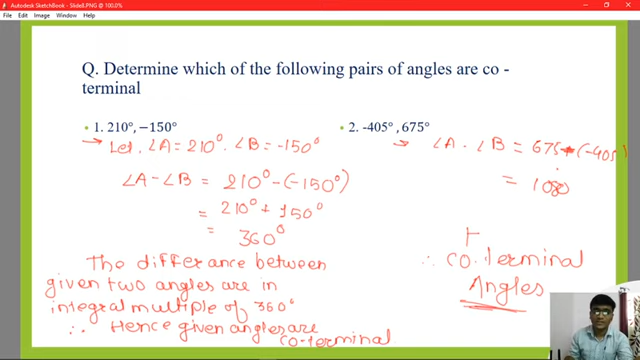 Autodesk SketchBook - SlideII.PNG @ 100.0%
File Edit Image Window Help
Q. Determine which of the following pairs of angles are co -
terminal
• 1. 210°, −150°
→ Let ∠A = 210° . ∠B = -150°
∠A - ∠B = 210° - (-150°)
= 210° + 150°
= 360°
The difference between
given two angles are in
integral multiple of 360°
∴ Hence given angles are
co-terminal
• 2. -405°, 675°
→ ∠A - ∠B = 675 - (-405°)
= 1080
∴ co-terminal
Angles